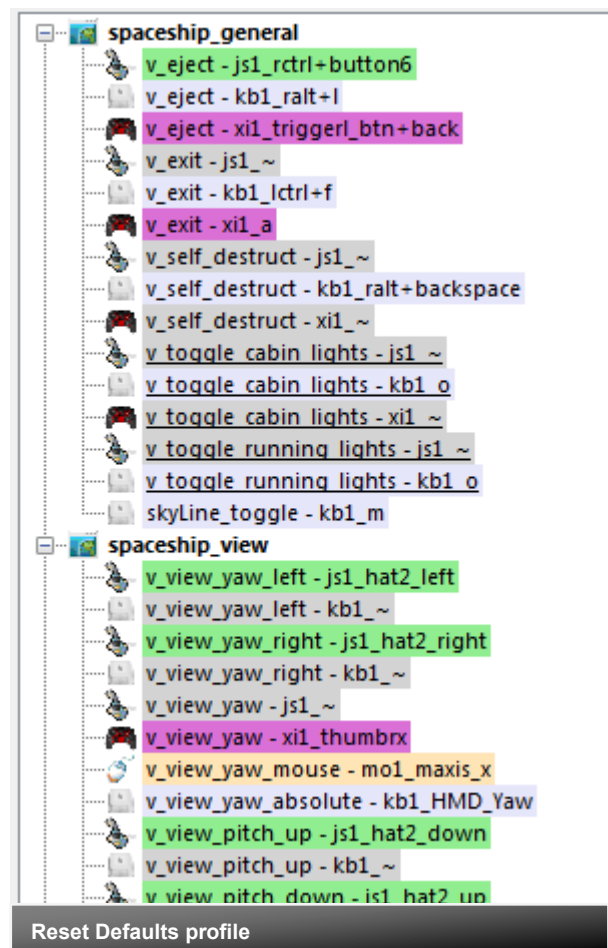 spaceship_general
v_eject - js1_rctrl+button6
v_eject - kb1_ralt+l
v_eject - xi1_triggerl_btn+back
v_exit - js1_~
v_exit - kb1_lctrl+f
v_exit - xi1_a
v_self_destruct - js1_~
v_self_destruct - kb1_ralt+backspace
v_self_destruct - xi1_~
v_toggle_cabin_lights - js1_~
v_toggle_cabin_lights - kb1_o
v_toggle_cabin_lights - xi1_~
v_toggle_running_lights - js1_~
v_toggle_running_lights - kb1_o
skyLine_toggle - kb1_m
spaceship_view
v_view_yaw_left - js1_hat2_left
v_view_yaw_left - kb1_~
v_view_yaw_right - js1_hat2_right
v_view_yaw_right - kb1_~
v_view_yaw - js1_~
v_view_yaw - xi1_thumbrx
v_view_yaw_mouse - mo1_maxis_x
v_view_yaw_absolute - kb1_HMD_Yaw
v_view_pitch_up - js1_hat2_down
v_view_pitch_up - kb1_~
v_view_pitch_down - js1_hat2_up
Reset Defaults profile